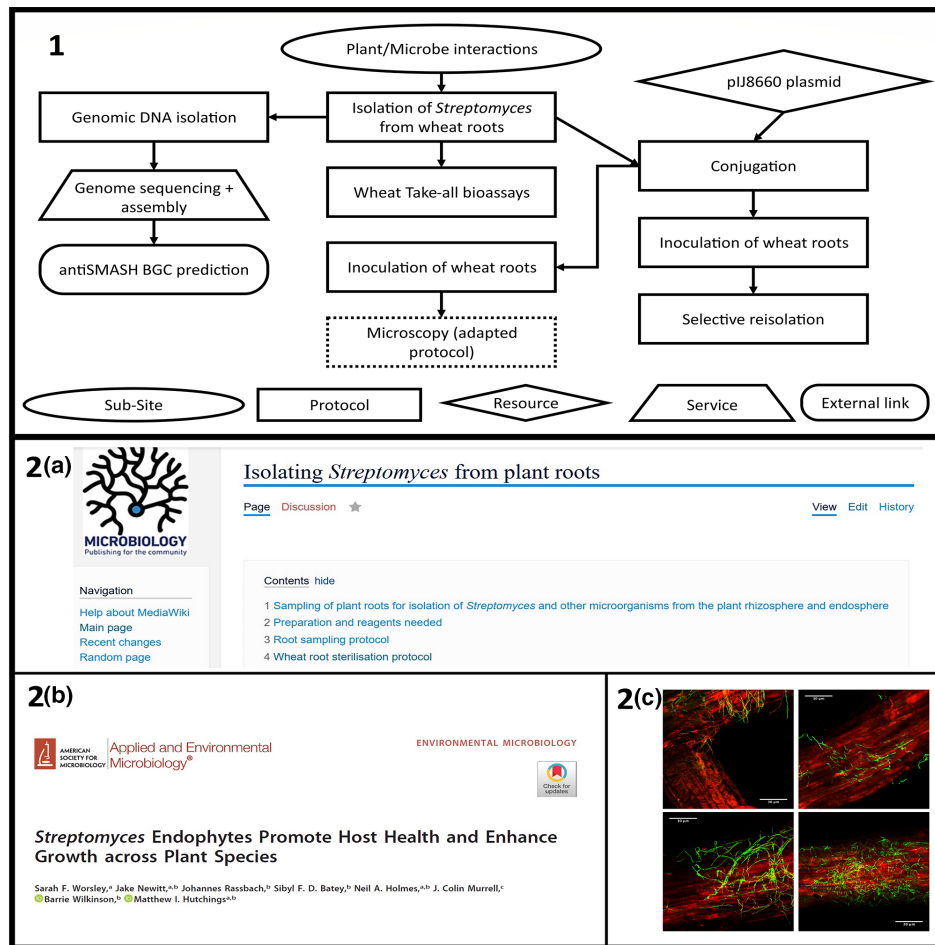 1
Plant/Microbe interactions
Genomic DNA isolation
Isolation of Streptomyces
from wheat roots
pIJ8660 plasmid
Genome sequencing +
assembly
Wheat Take-all bioassays
Conjugation
antiSMASH BGC prediction
Inoculation of wheat roots
Inoculation of wheat roots
Microscopy (adapted
protocol)
Selective reisolation
Sub-Site
Protocol
Resource
Service
External link
2(a)
MICROBIOLOGY
Publishing for the community
Navigation
Help about MediaWiki
Main page
Recent changes
Random page
Isolating Streptomyces from plant roots
Page Discussion View Edit History
Contents hide
1 Sampling of plant roots for isolation of Streptomyces and other microorganisms from the plant rhizosphere and endosphere
2 Preparation and reagents needed
3 Root sampling protocol
4 Wheat root sterilisation protocol
2(b)
AMERICAN
SOCIETY FOR
MICROBIOLOGY
Applied and Environmental
Microbiology®
ENVIRONMENTAL MICROBIOLOGY
Check for
updates
Streptomyces Endophytes Promote Host Health and Enhance
Growth across Plant Species
Sarah F. Worsley,a Jake Newitt,a,b Johannes Rassbach,b Sibyl F. D. Batey,b Neil A. Holmes,a,b J. Colin Murrell,c
Barrie Wilkinson,b Matthew I. Hutchingsa,b
2(c)